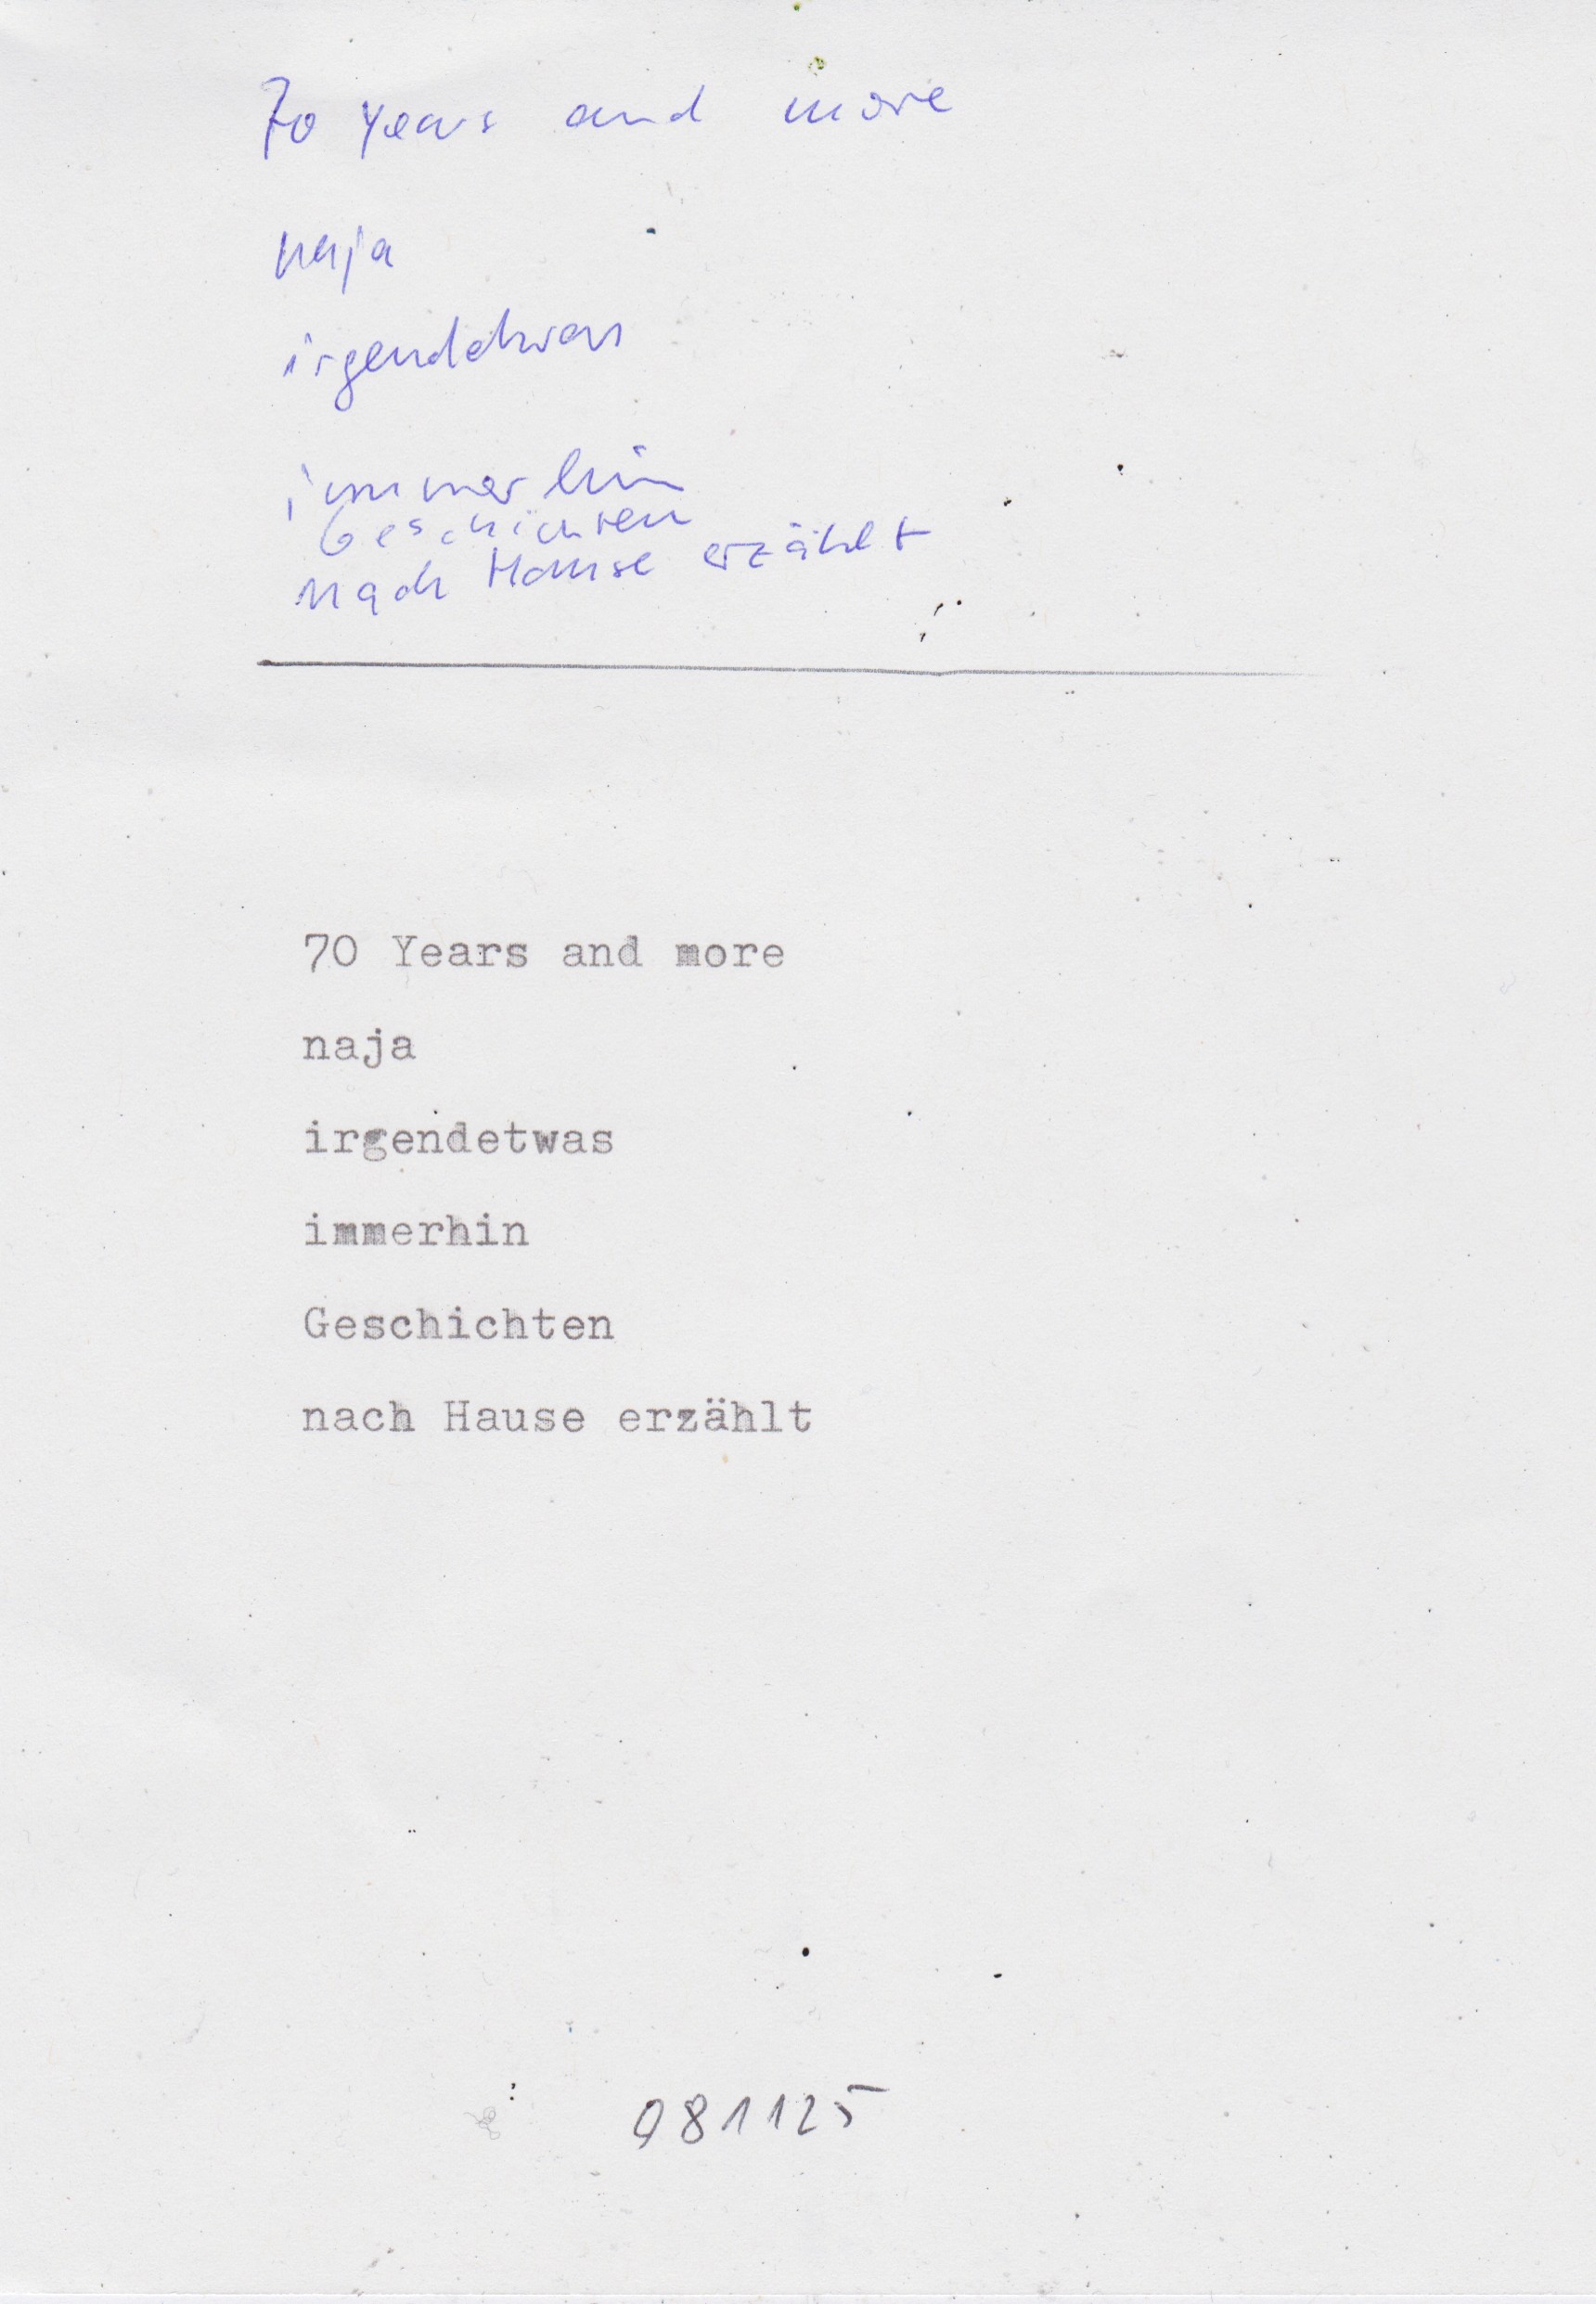 70 Years and more
naja
irgendetwas
immerhin
Geschichten
nach Hause erzählt
70 Years and more
naja
irgendetwas
immerhin
Geschichten
nach Hause erzählt
081125